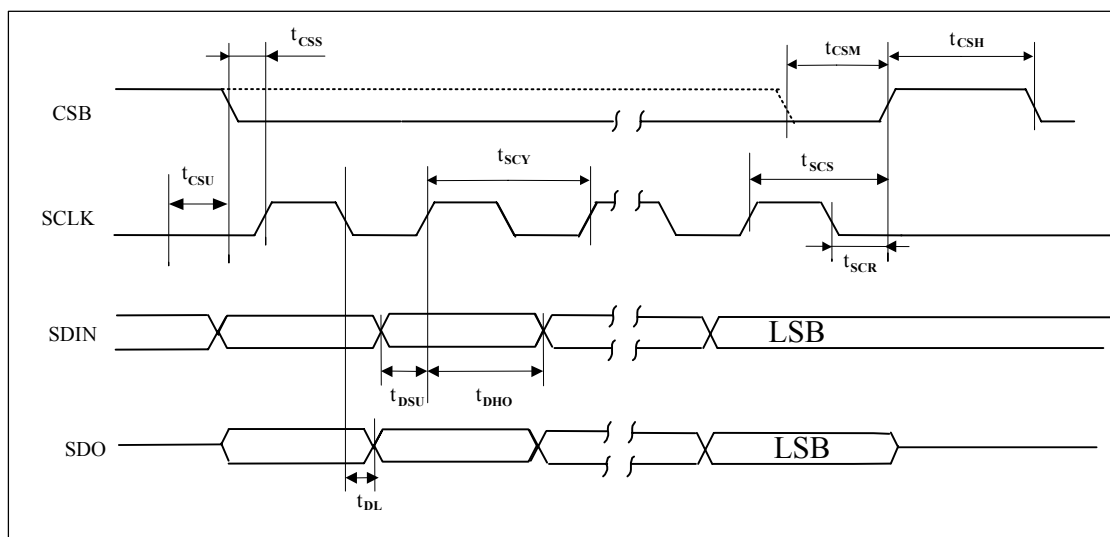 tCSS
tCSM
tCSH
CSB
tCSU
tSCY
tSCS
SCLK
tSCR
SDIN
LSB
tDSU
tDHO
SDO
LSB
tDL